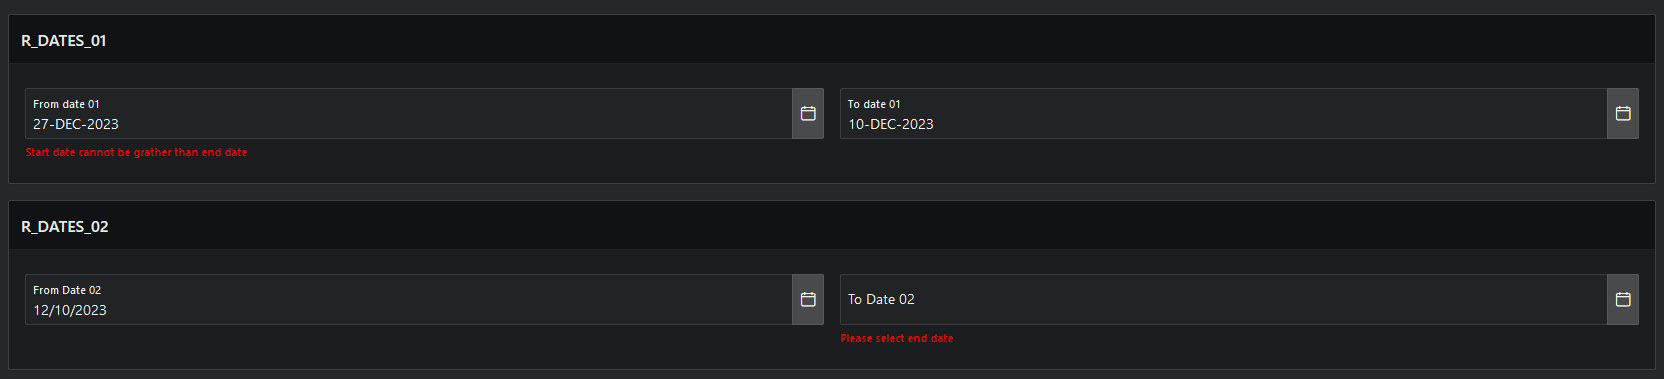 R_DATES_01
From date 01
27-DEC-2023
To date 01
10-DEC-2023
Start date cannot be grather than end date
R_DATES_02
From Date 02
12/10/2023
To Date 02
Please select end date